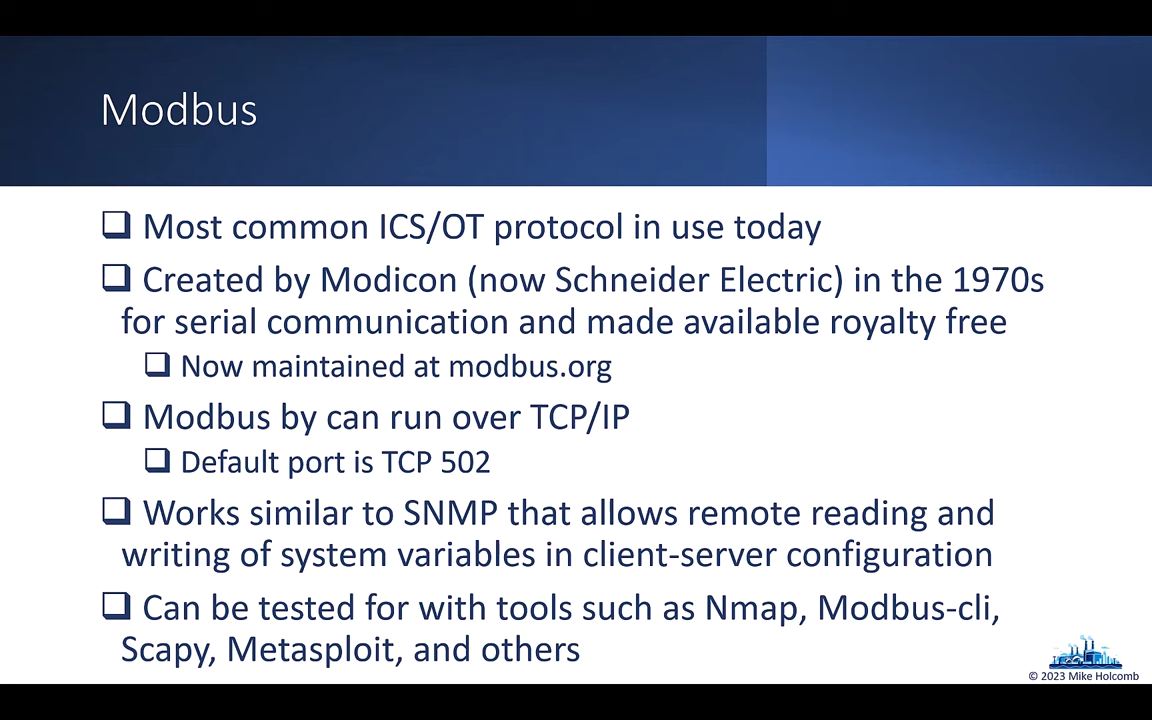 Modbus
❑ Most common ICS/OT protocol in use today
❑ Created by Modicon (now Schneider Electric) in the 1970s
for serial communication and made available royalty free
❑ Now maintained at modbus.org
❑ Modbus by can run over TCP/IP
❑ Default port is TCP 502
❑ Works similar to SNMP that allows remote reading and
writing of system variables in client-server configuration
❑ Can be tested for with tools such as Nmap, Modbus-cli,
Scapy, Metasploit, and others
© 2023 Mike Holcomb